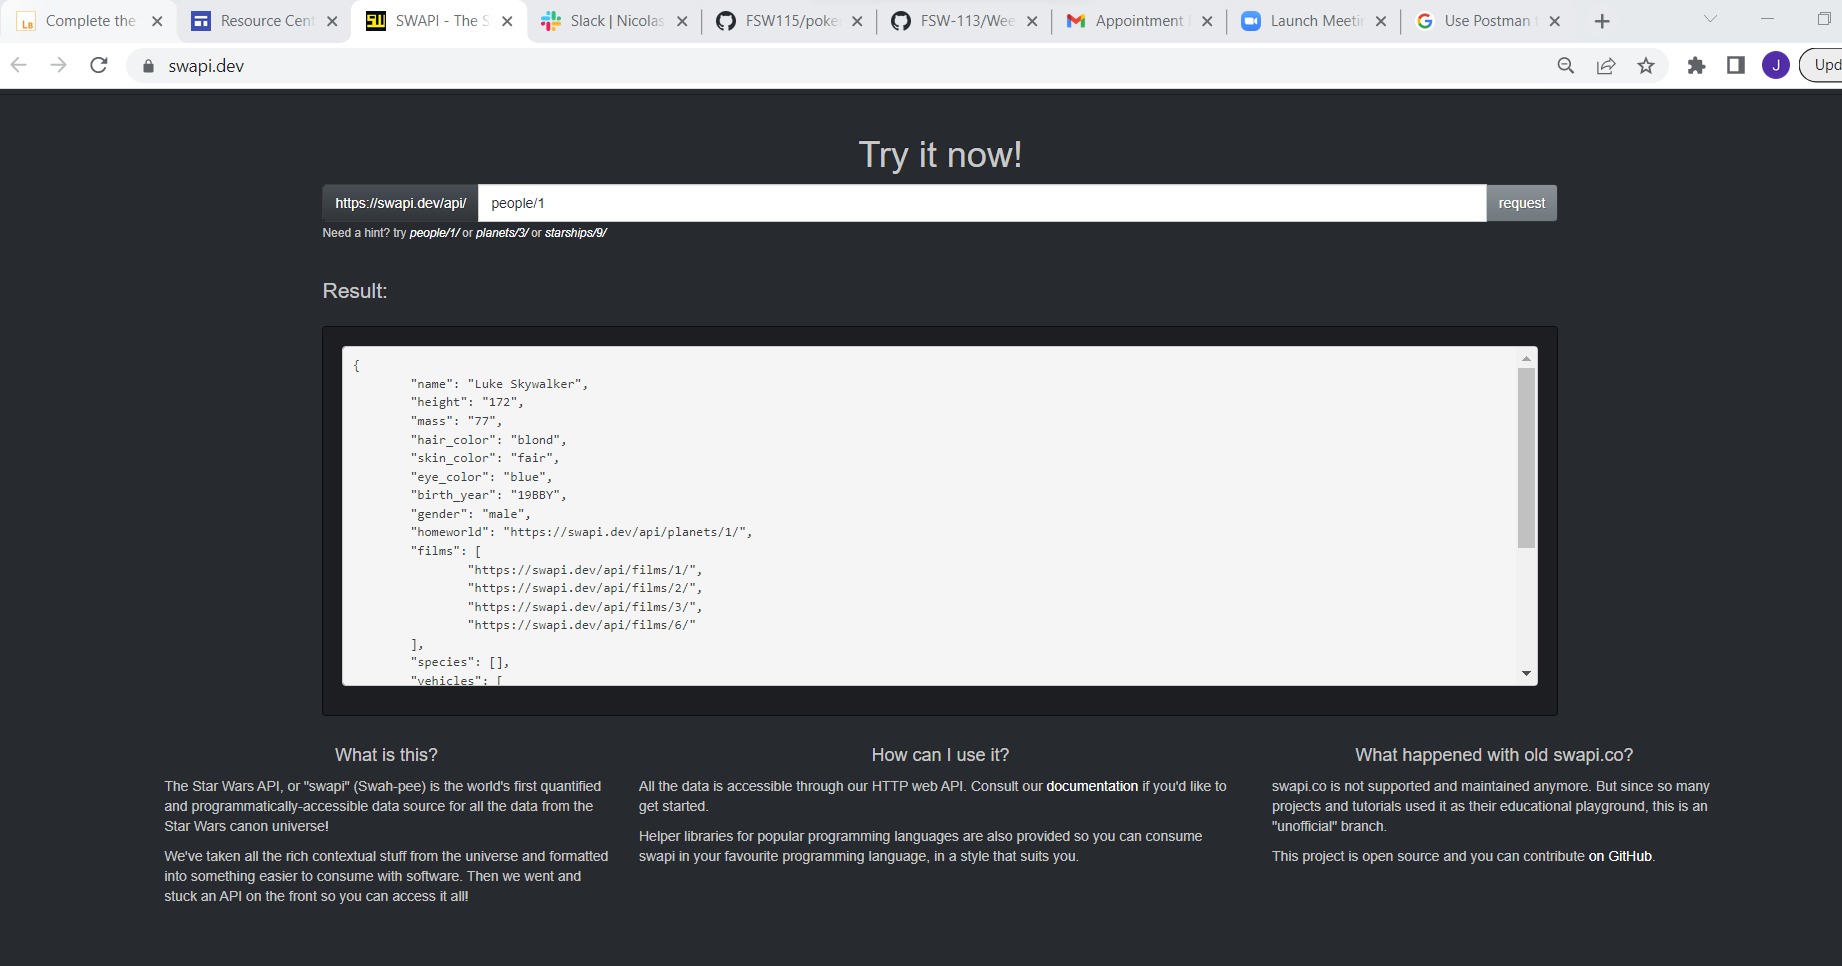 Complete the
Resource Cent
SWAPI - The S
Slack | Nicolas
FSW115/poke
FSW-113/Wee
Appointment
Launch Meetin
Use Postman
swapi.dev
J
Upd
Try it now!
https://swapi.dev/api/
people/1
request
Need a hint? try people/1/ or planets/3/ or starships/9/
Result:
{
"name": "Luke Skywalker",
"height": "172",
"mass": "77",
"hair_color": "blond",
"skin_color": "fair",
"eye_color": "blue",
"birth_year": "19BBY",
"gender": "male",
"homeworld": "https://swapi.dev/api/planets/1/",
"films": [
"https://swapi.dev/api/films/1/",
"https://swapi.dev/api/films/2/",
"https://swapi.dev/api/films/3/",
"https://swapi.dev/api/films/6/"
],
"species": [],
"vehicles": [
What is this?
The Star Wars API, or "swapi" (Swah-pee) is the world's first quantified
and programmatically-accessible data source for all the data from the
Star Wars canon universe!
We've taken all the rich contextual stuff from the universe and formatted
into something easier to consume with software. Then we went and
stuck an API on the front so you can access it all!
How can I use it?
All the data is accessible through our HTTP web API. Consult our documentation if you'd like to
get started.
Helper libraries for popular programming languages are also provided so you can consume
swapi in your favourite programming language, in a style that suits you.
What happened with old swapi.co?
swapi.co is not supported and maintained anymore. But since so many
projects and tutorials used it as their educational playground, this is an
"unofficial" branch.
This project is open source and you can contribute on GitHub.